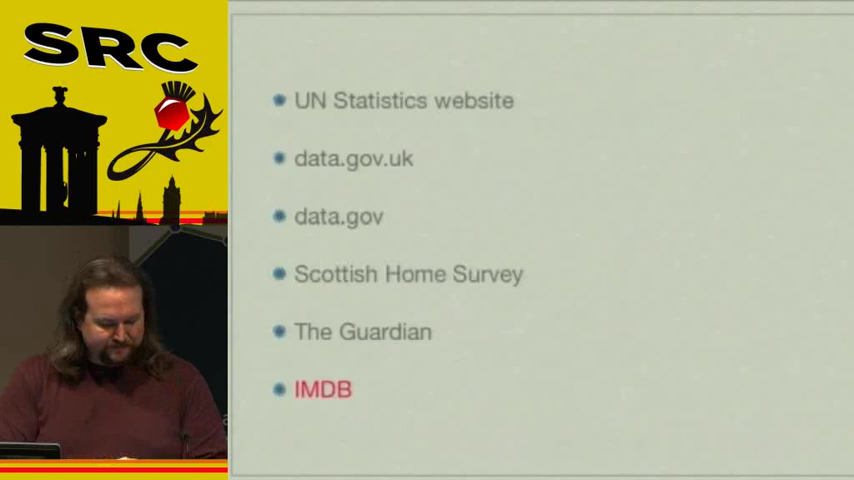 SRC
UN Statistics website
data.gov.uk
data.gov
Scottish Home Survey
The Guardian
IMDB